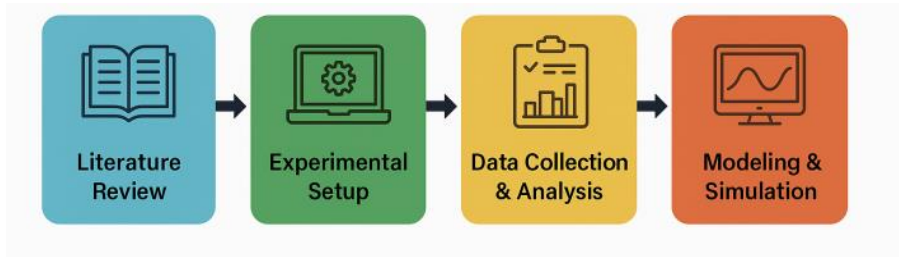 Literature
Review
Experimental
Setup
Data Collection
& Analysis
Modeling &
Simulation